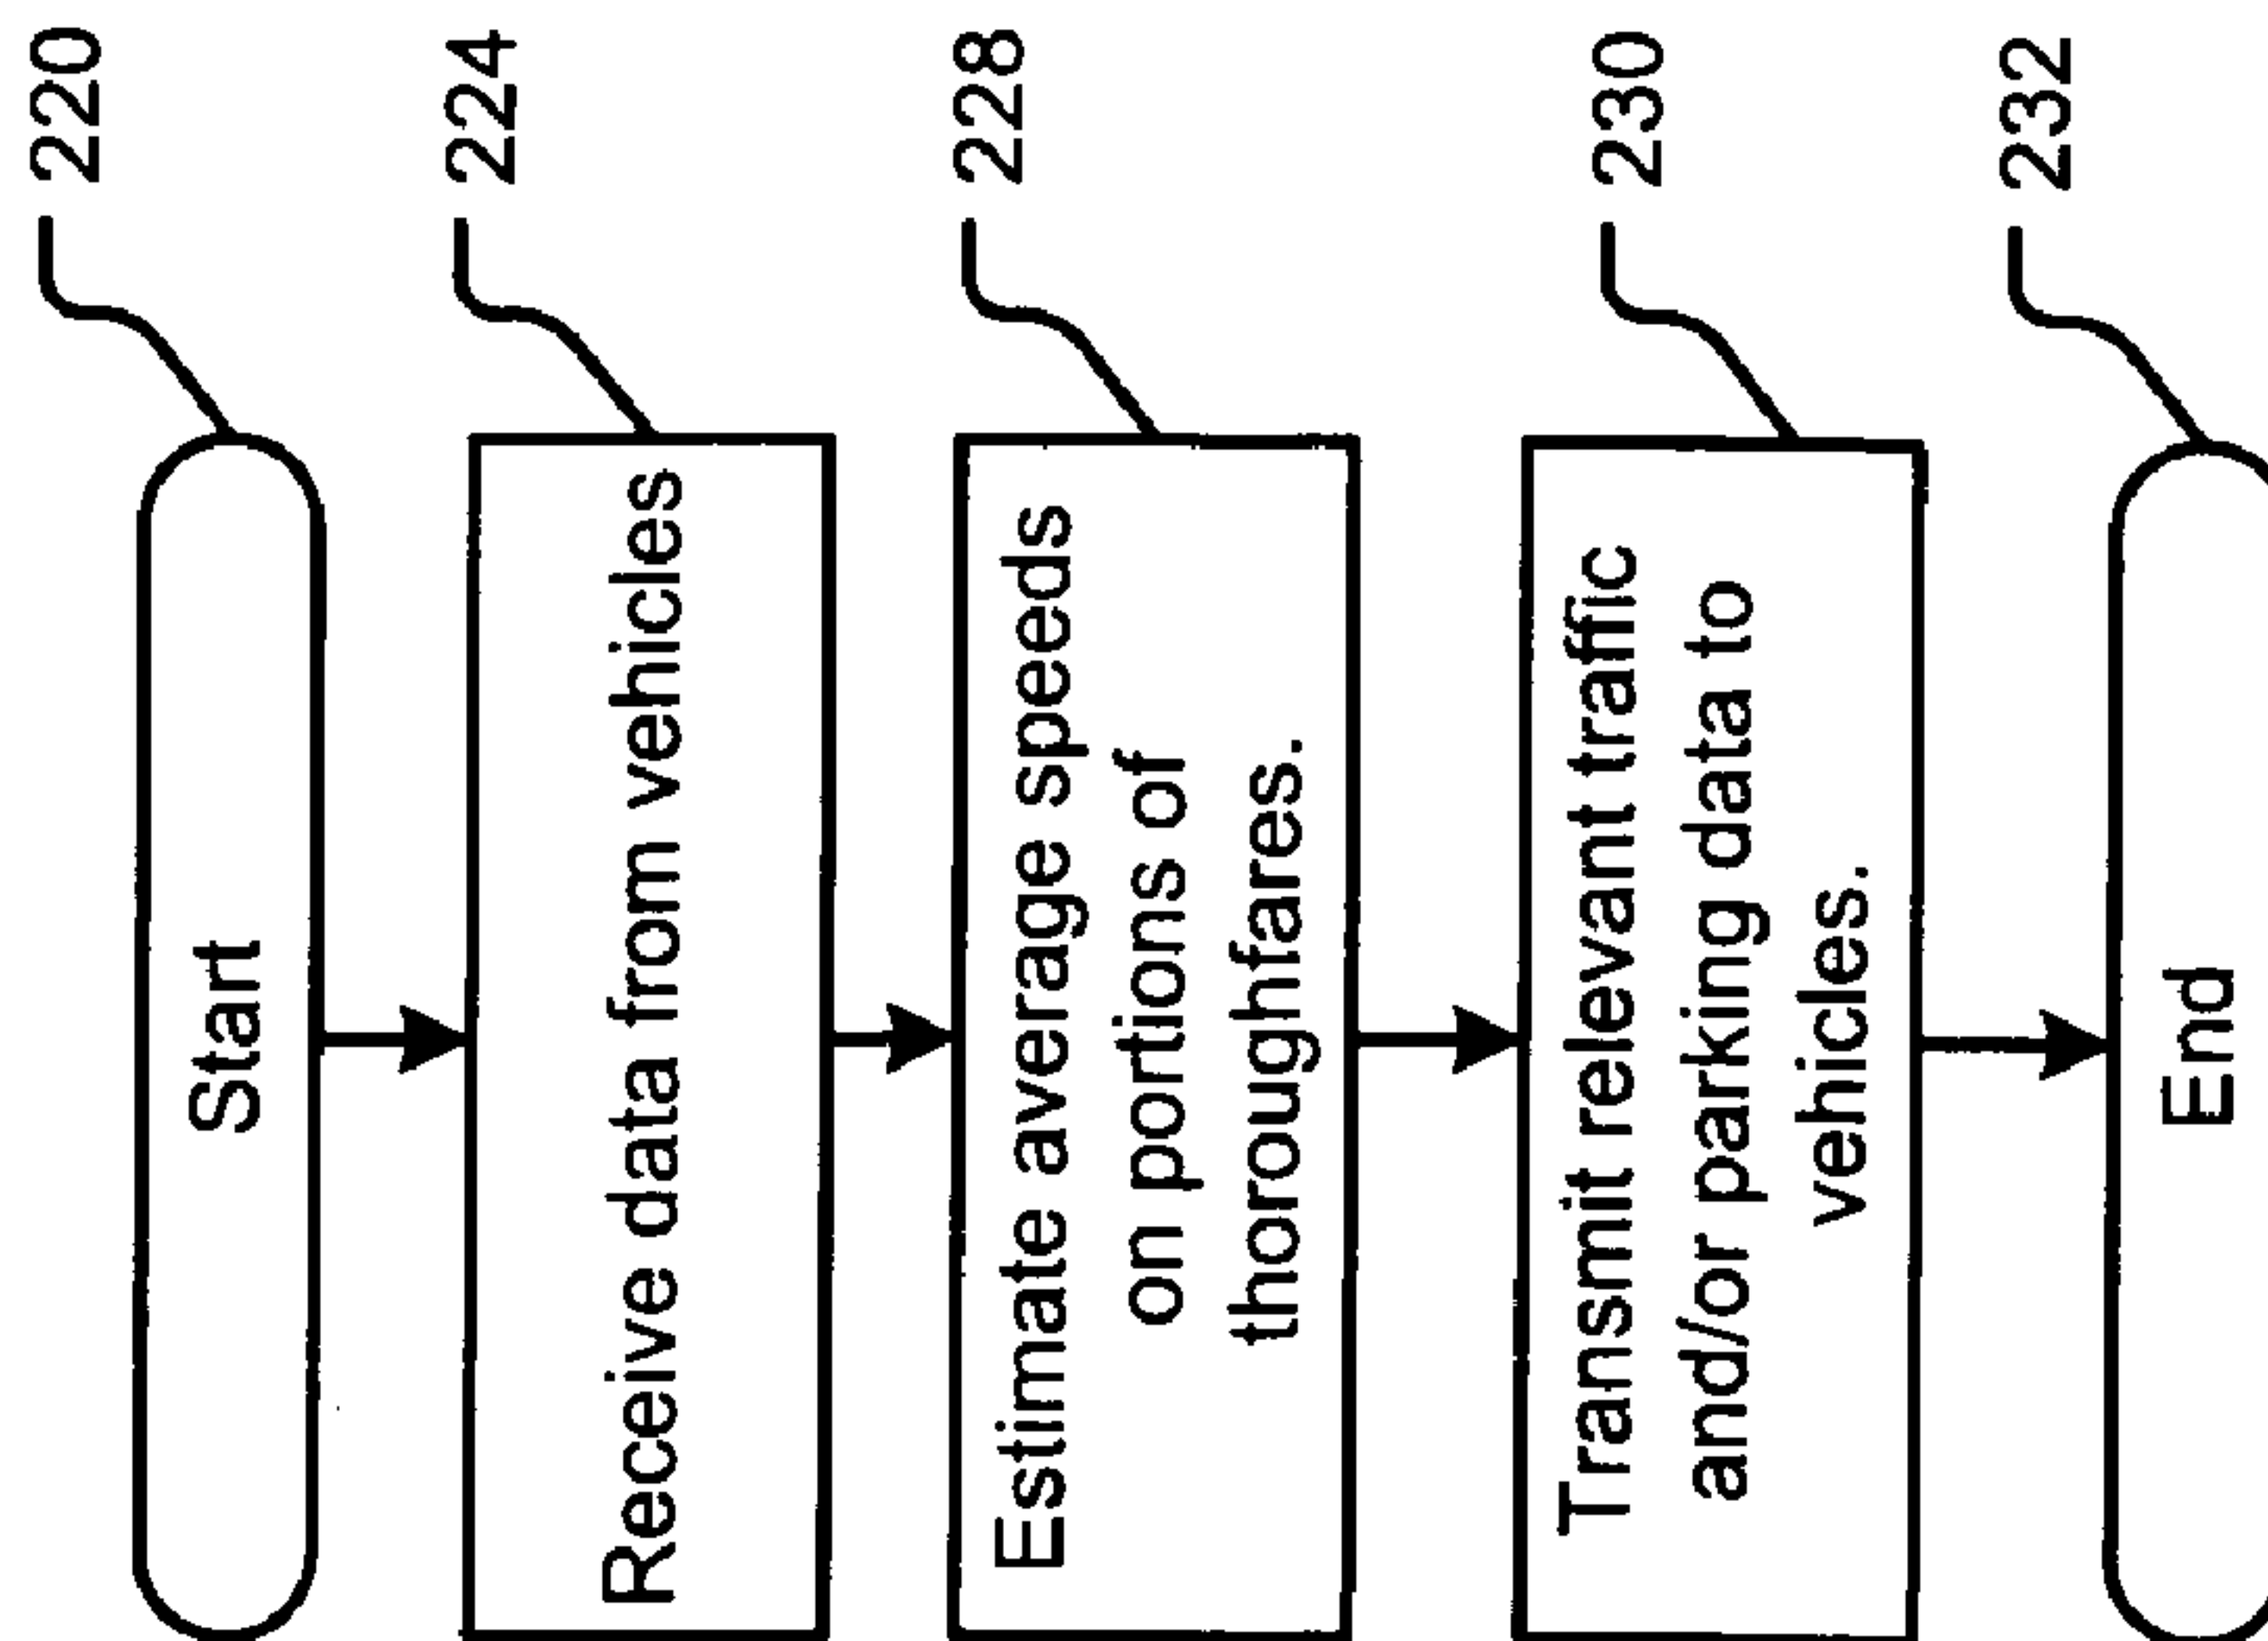 220
Start
224
Receive data from vehicles
228
Estimate average speeds
on portions of
thoroughfares.
230
Transmit relevant traffic
and/or parking data to
vehicles.
232
End